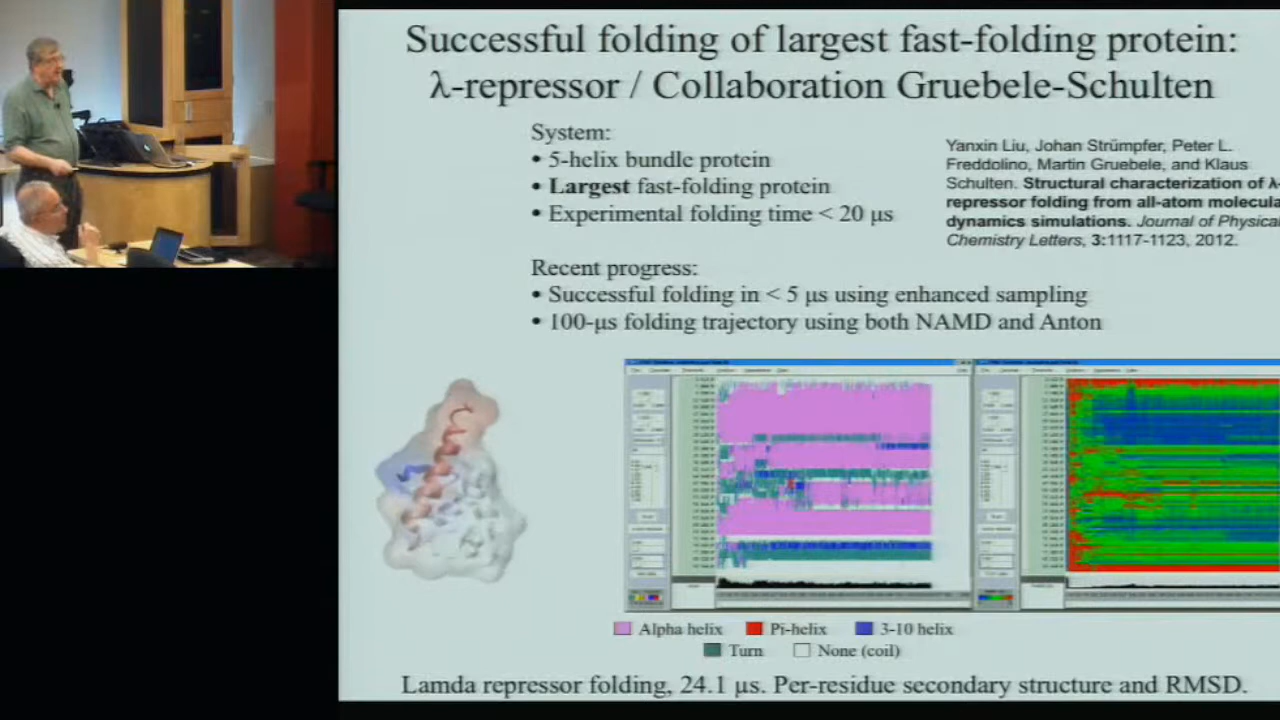 Successful folding of largest fast-folding protein:
λ-repressor / Collaboration Gruebele-Schulten
System:
• 5-helix bundle protein
• Largest fast-folding protein
• Experimental folding time < 20 μs
Yanxin Liu, Johan Strümpfer, Peter L.
Freddolino, Martin Gruebele, and Klaus
Schulten. Structural characterization of λ-
repressor folding from all-atom molecula
dynamics simulations. Journal of Physical
Chemistry Letters, 3:1117-1123, 2012.
Recent progress:
• Successful folding in < 5 μs using enhanced sampling
• 100-μs folding trajectory using both NAMD and Anton
Alpha helix Pi-helix 3-10 helix
Turn None (coil)
Lamda repressor folding, 24.1 μs. Per-residue secondary structure and RMSD.